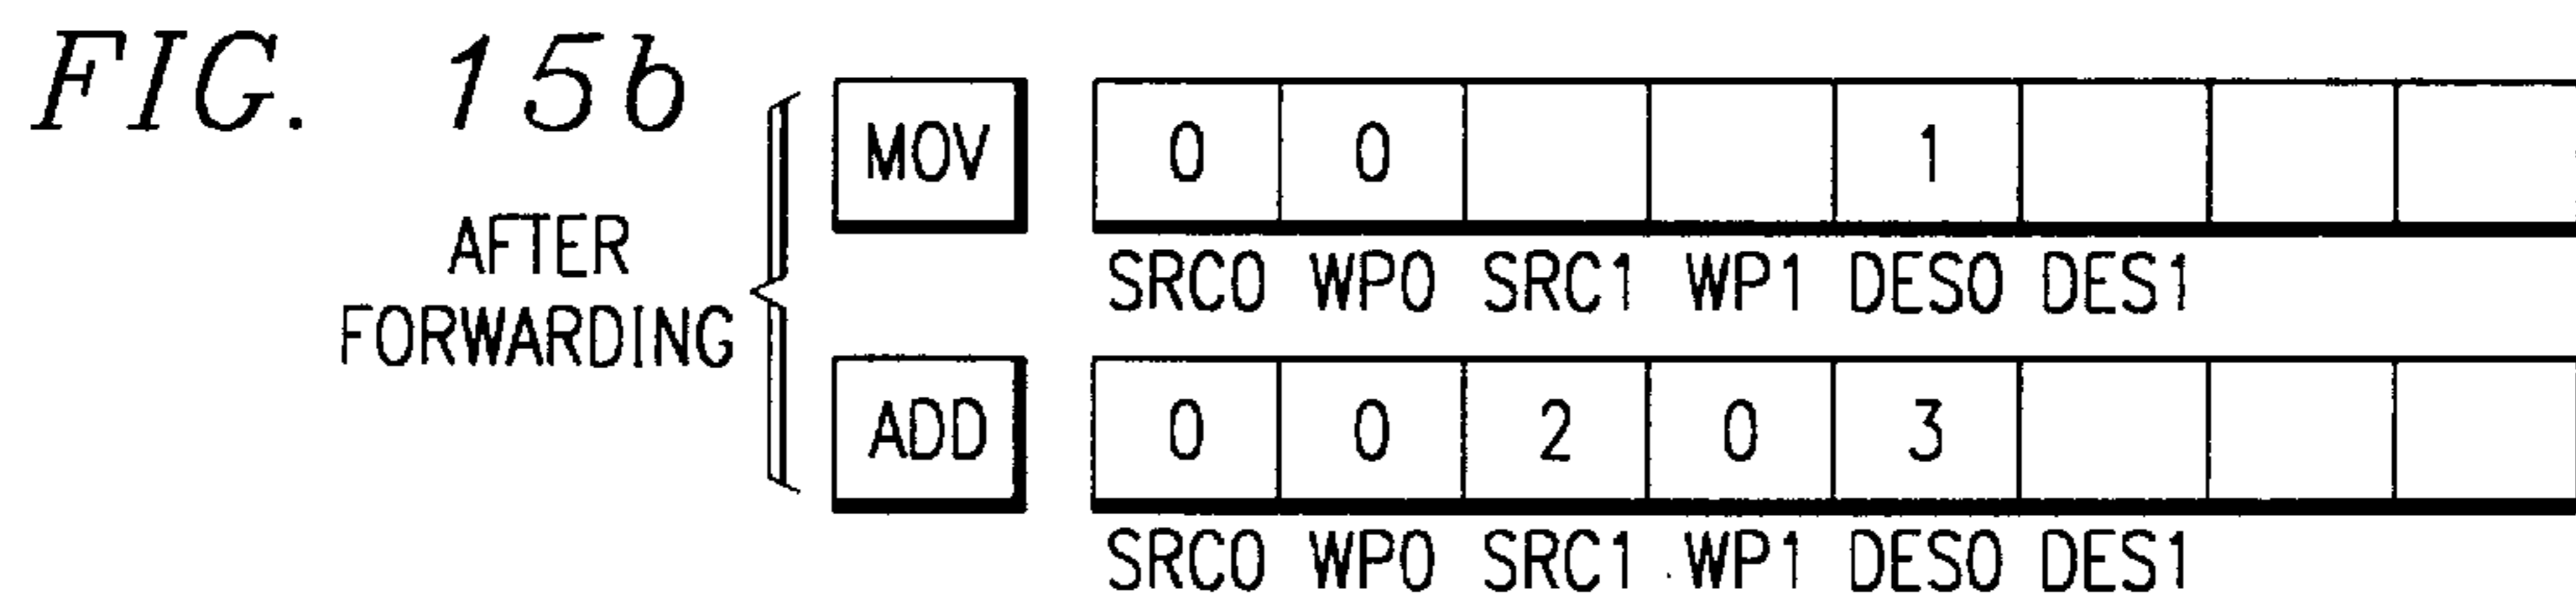 FIG. 15b
MOV 0 0 1
SRC0 WP0 SRC1 WP1 DES0 DES1
AFTER
FORWARDING
ADD 0 0 2 0 3
SRC0 WP0 SRC1 WP1 DES0 DES1